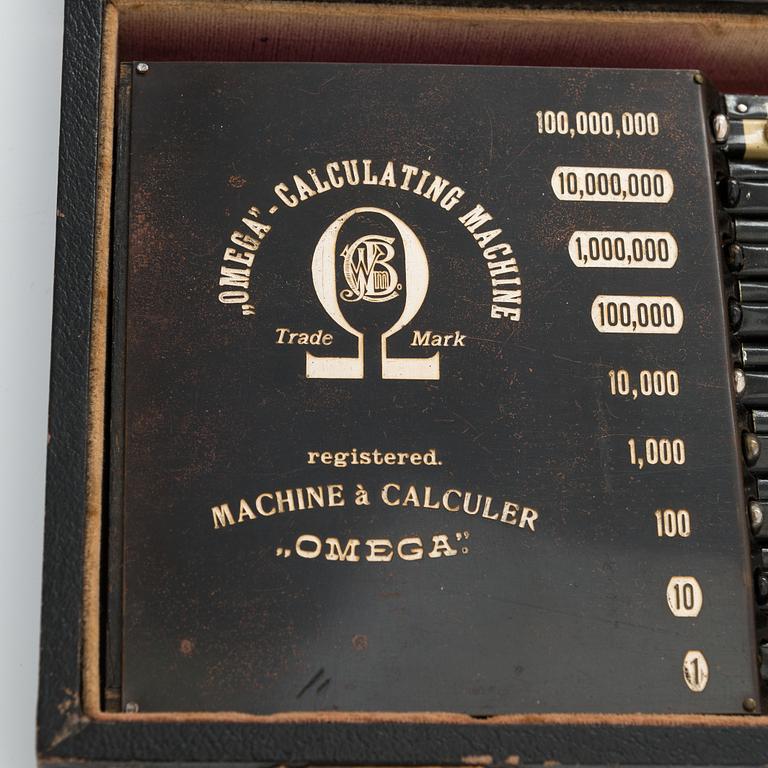 „OMEGA” - CALCULATING MACHINE
Trade Mark
registered.
MACHINE à CALCULER
„OMEGA”
100,000,000
10,000,000
1,000,000
100,000
10,000
1,000
100
10
1